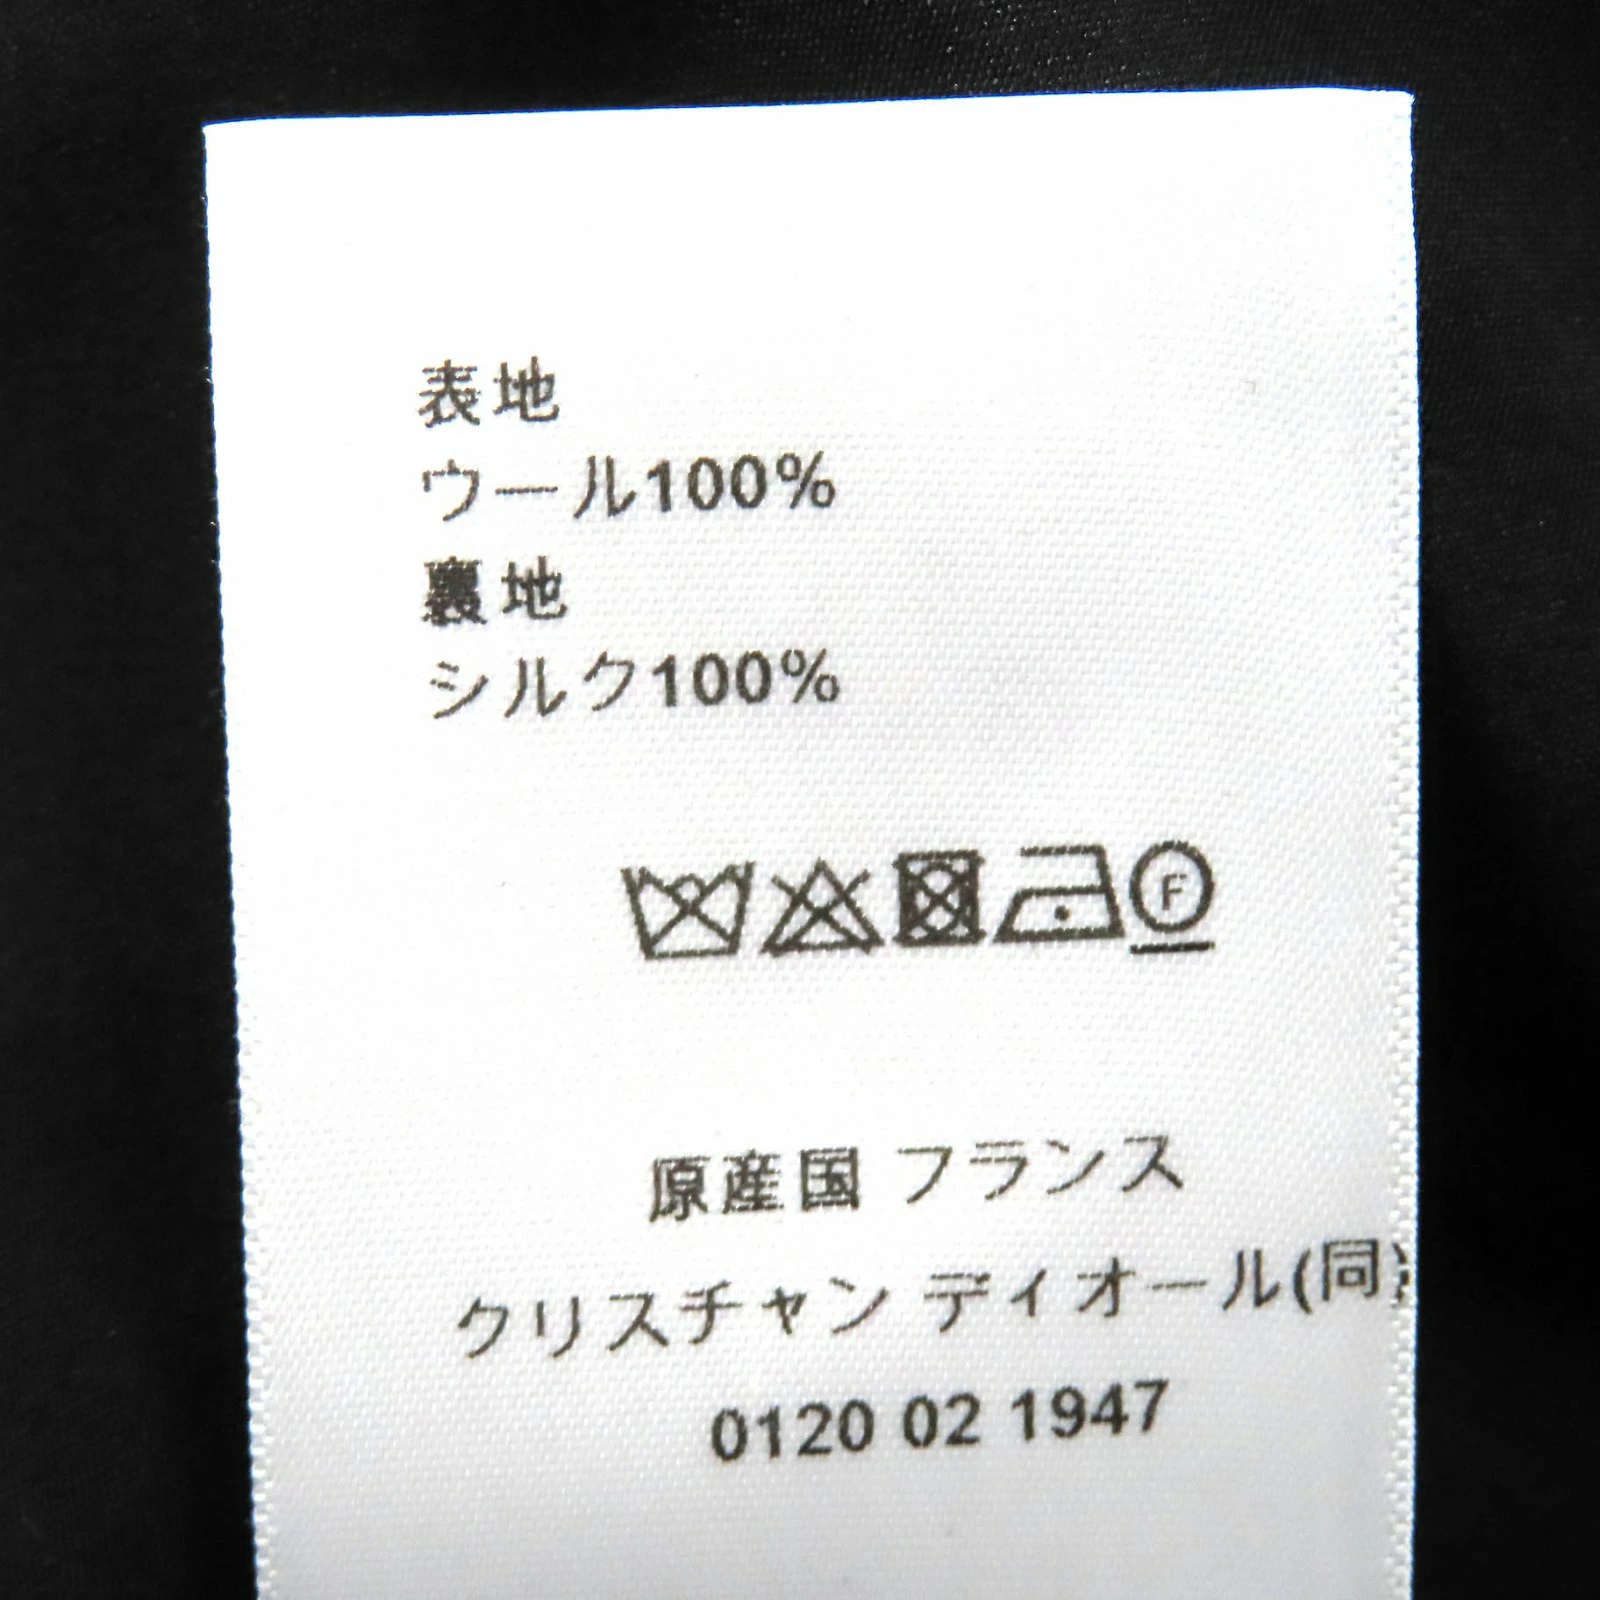 表地
ウール100%
裏地
シルク100%
F
原産国 フランス
クリスチャン ディオール(同)
0120 02 1947